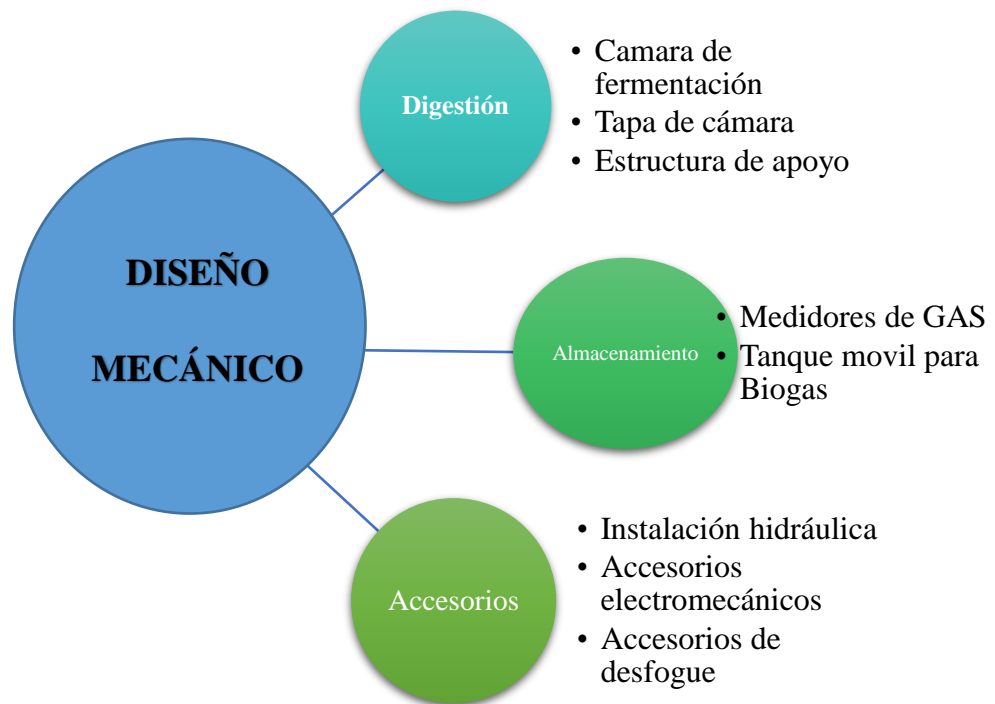 DISEÑO
MECÁNICO
Digestión
• Camara de
fermentación
• Tapa de cámara
• Estructura de apoyo
Almacenamiento
• Medidores de GAS
• Tanque movil para
Biogas
Accesorios
• Instalación hidráulica
• Accesorios
electromecánicos
• Accesorios de
desfogue